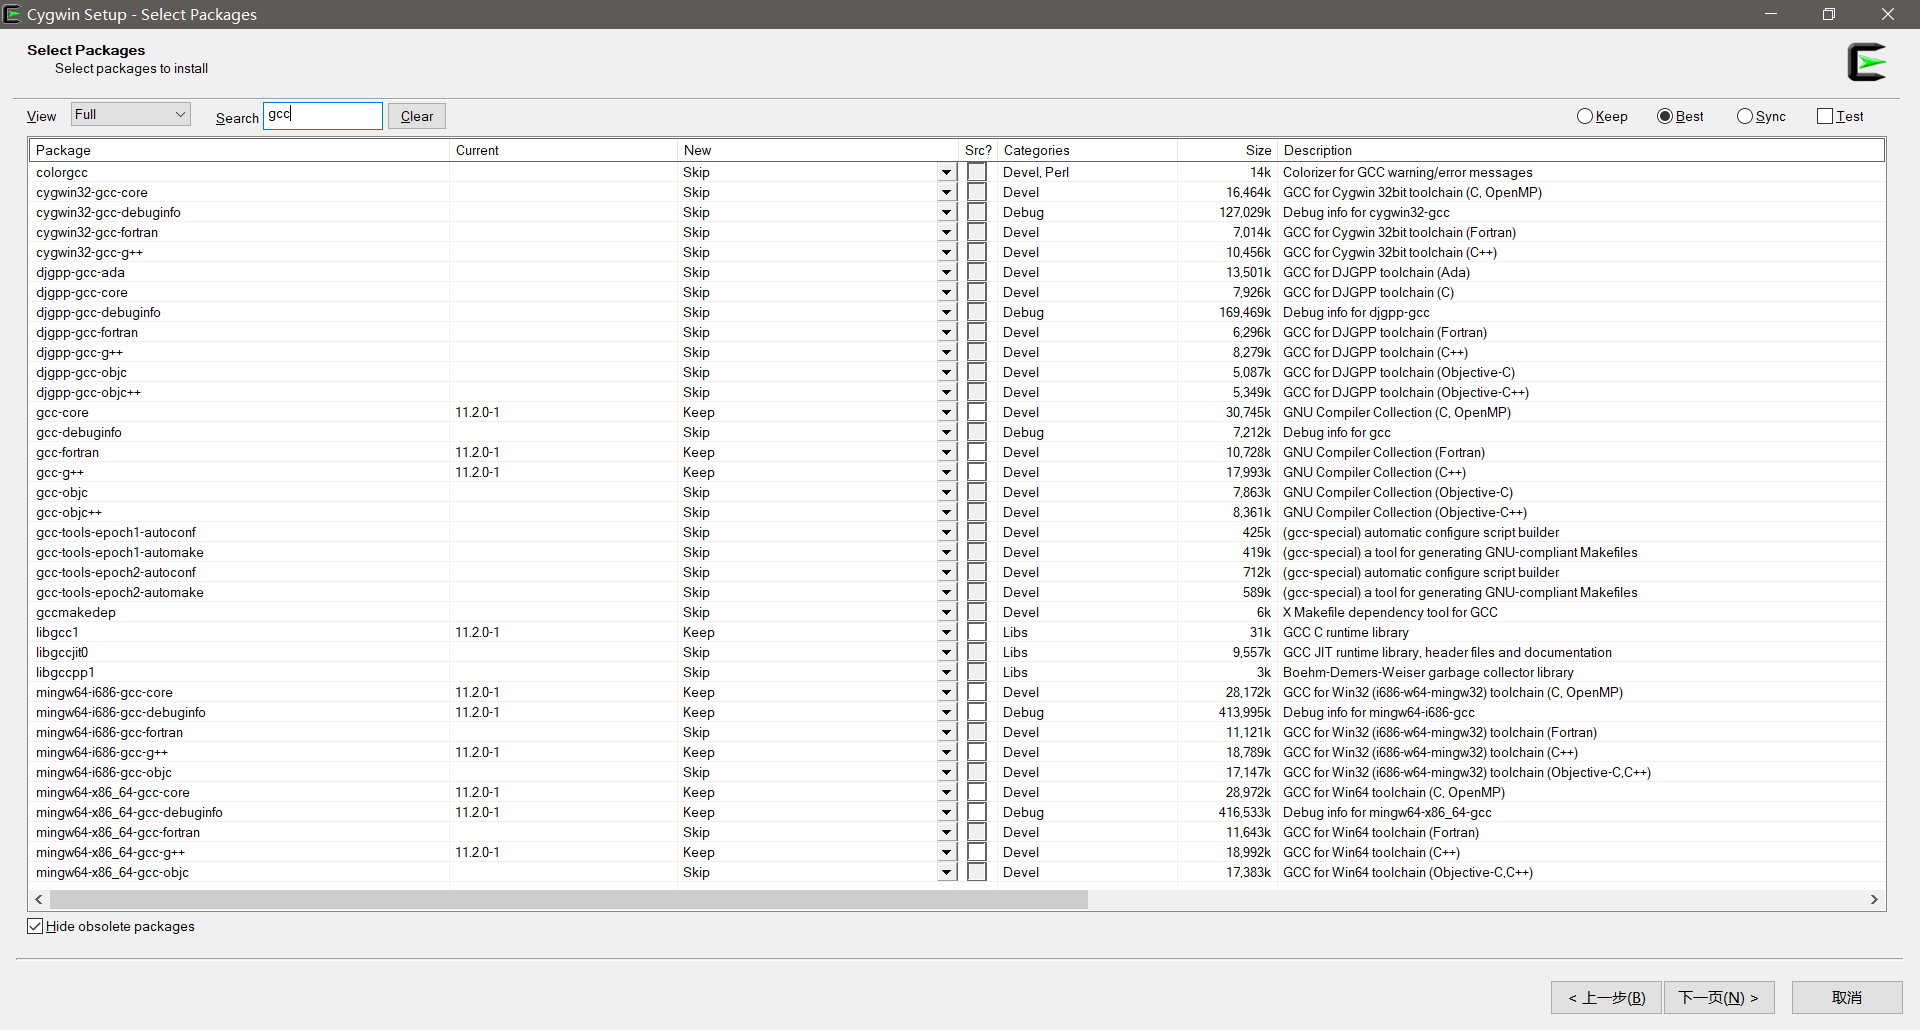 Cygwin Setup - Select Packages
Select Packages
Select packages to install
View Full Search gcc Clear Keep Best Sync Test
Package Current New Src? Categories Size Description
colorgcc Skip Devel, Perl 14k Colorizer for GCC warning/error messages
cygwin32-gcc-core Skip Devel 16,464k GCC for Cygwin 32bit toolchain (C, OpenMP)
cygwin32-gcc-debuginfo Skip Debug 127,029k Debug info for cygwin32-gcc
cygwin32-gcc-fortran Skip Devel 7,014k GCC for Cygwin 32bit toolchain (Fortran)
cygwin32-gcc-g++ Skip Devel 10,456k GCC for Cygwin 32bit toolchain (C++)
djgpp-gcc-ada Skip Devel 13,501k GCC for DJGPP toolchain (Ada)
djgpp-gcc-core Skip Devel 7,926k GCC for DJGPP toolchain (C)
djgpp-gcc-debuginfo Skip Debug 169,469k Debug info for djgpp-gcc
djgpp-gcc-fortran Skip Devel 6,296k GCC for DJGPP toolchain (Fortran)
djgpp-gcc-g++ Skip Devel 8,279k GCC for DJGPP toolchain (C++)
djgpp-gcc-objc Skip Devel 5,087k GCC for DJGPP toolchain (Objective-C)
djgpp-gcc-objc++ Skip Devel 5,349k GCC for DJGPP toolchain (Objective-C++)
gcc-core 11.2.0-1 Keep Devel 30,745k GNU Compiler Collection (C, OpenMP)
gcc-debuginfo Skip Debug 7,212k Debug info for gcc
gcc-fortran 11.2.0-1 Keep Devel 10,728k GNU Compiler Collection (Fortran)
gcc-g++ 11.2.0-1 Keep Devel 17,993k GNU Compiler Collection (C++)
gcc-objc Skip Devel 7,863k GNU Compiler Collection (Objective-C)
gcc-objc++ Skip Devel 8,361k GNU Compiler Collection (Objective-C++)
gcc-tools-epoch1-autoconf Skip Devel 425k (gcc-special) automatic configure script builder
gcc-tools-epoch1-automake Skip Devel 419k (gcc-special) a tool for generating GNU-compliant Makefiles
gcc-tools-epoch2-autoconf Skip Devel 712k (gcc-special) automatic configure script builder
gcc-tools-epoch2-automake Skip Devel 589k (gcc-special) a tool for generating GNU-compliant Makefiles
gccmakedep Skip Devel 6k X Makefile dependency tool for GCC
libgcc1 11.2.0-1 Keep Libs 31k GCC C runtime library
libgccjit0 Skip Libs 9,557k GCC JIT runtime library, header files and documentation
libgccpp1 Skip Libs 3k Boehm-Demers-Weiser garbage collector library
mingw64-i686-gcc-core 11.2.0-1 Keep Devel 28,172k GCC for Win32 (i686-w64-mingw32) toolchain (C, OpenMP)
mingw64-i686-gcc-debuginfo 11.2.0-1 Keep Debug 413,995k Debug info for mingw64-i686-gcc
mingw64-i686-gcc-fortran Skip Devel 11,121k GCC for Win32 (i686-w64-mingw32) toolchain (Fortran)
mingw64-i686-gcc-g++ 11.2.0-1 Keep Devel 18,789k GCC for Win32 (i686-w64-mingw32) toolchain (C++)
mingw64-i686-gcc-objc Skip Devel 17,147k GCC for Win32 (i686-w64-mingw32) toolchain (Objective-C,C++)
mingw64-x86_64-gcc-core 11.2.0-1 Keep Devel 28,972k GCC for Win64 toolchain (C, OpenMP)
mingw64-x86_64-gcc-debuginfo 11.2.0-1 Keep Debug 416,533k Debug info for mingw64-x86_64-gcc
mingw64-x86_64-gcc-fortran Skip Devel 11,643k GCC for Win64 toolchain (Fortran)
mingw64-x86_64-gcc-g++ 11.2.0-1 Keep Devel 18,992k GCC for Win64 toolchain (C++)
mingw64-x86_64-gcc-objc Skip Devel 17,383k GCC for Win64 toolchain (Objective-C,C++)
Hide obsolete packages
< 上一步(B) 下一页(N) > 取消